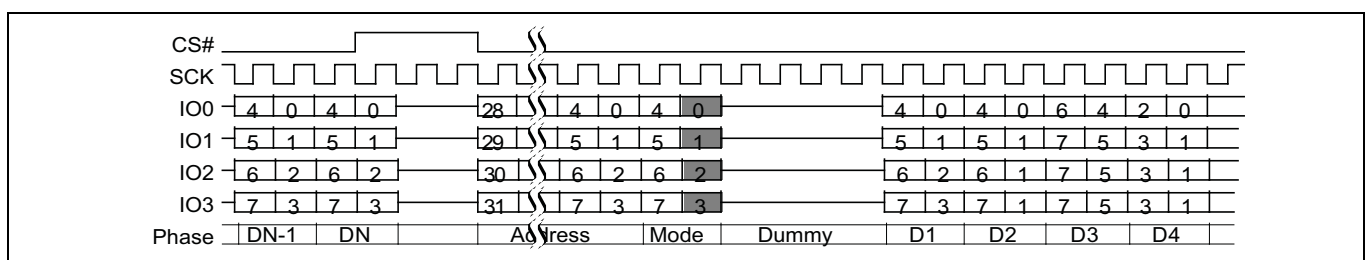 CS#
SCK
IO0 4 0 4 0 28 4 0 4 0 4 0 4 0 6 4 2 0
IO1 5 1 5 1 29 5 1 5 1 5 1 5 1 7 5 3 1
IO2 6 2 6 2 30 6 2 6 2 6 2 6 1 7 5 3 1
IO3 7 3 7 3 31 7 3 7 3 7 3 7 1 7 5 3 1
Phase DN-1 DN Address Mode Dummy D1 D2 D3 D4